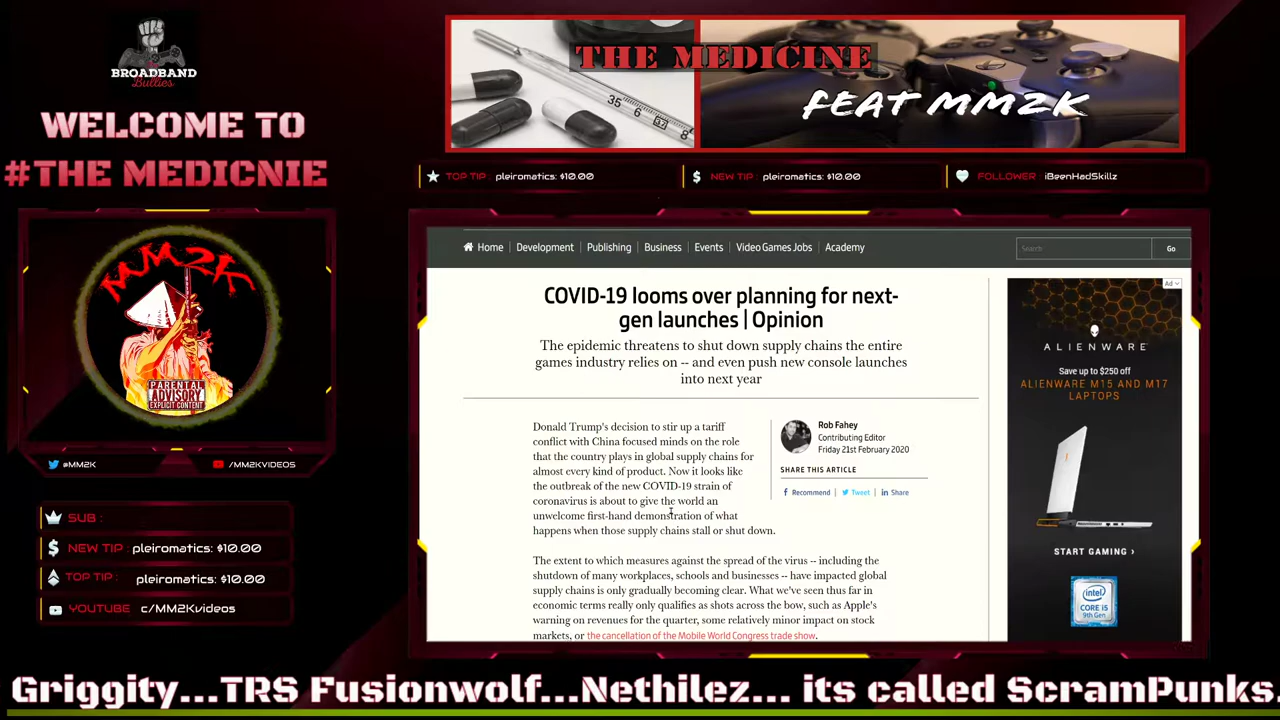 BROADBAND
Bullies
WELCOME TO
#THE MEDICNIE
THE MEDICINE
FEAT MM2K
35 6 37 8
TOP TIP : pleiromatics: $10.00
NEW TIP : pleiromatics: $10.00
FOLLOWER : iBeenHadSkillz
MM2K
PARENTAL
ADVISORY
EXPLICIT CONTENT
@MM2K
/MM2KVIDEOS
SUB :
NEW TIP : pleiromatics: $10.00
TOP TIP : pleiromatics: $10.00
YOUTUBE c/MM2Kvideos
Home | Development | Publishing | Business | Events | Video Games Jobs | Academy
Search
Go
COVID-19 looms over planning for next-
gen launches | Opinion
The epidemic threatens to shut down supply chains the entire
games industry relies on -- and even push new console launches
into next year
Donald Trump's decision to stir up a tariff
conflict with China focused minds on the role
that the country plays in global supply chains for
almost every kind of product. Now it looks like
the outbreak of the new COVID-19 strain of
coronavirus is about to give the world an
unwelcome first-hand demonstration of what
happens when those supply chains stall or shut down.
Rob Fahey
Contributing Editor
Friday 21st February 2020
SHARE THIS ARTICLE
Recommend
Tweet
Share
The extent to which measures against the spread of the virus -- including the
shutdown of many workplaces, schools and businesses -- have impacted global
supply chains is only gradually becoming clear. What we've seen thus far in
economic terms really only qualifies as shots across the bow, such as Apple's
warning on revenues for the quarter, some relatively minor impact on stock
markets, or the cancellation of the Mobile World Congress trade show.
Ad
ALIENWARE
Save up to $250 off
ALIENWARE M15 AND M17
LAPTOPS
START GAMING ›
intel
CORE i5
9th Gen
Griggity...TRS Fusionwolf...Nethilez... its called ScramPunks.